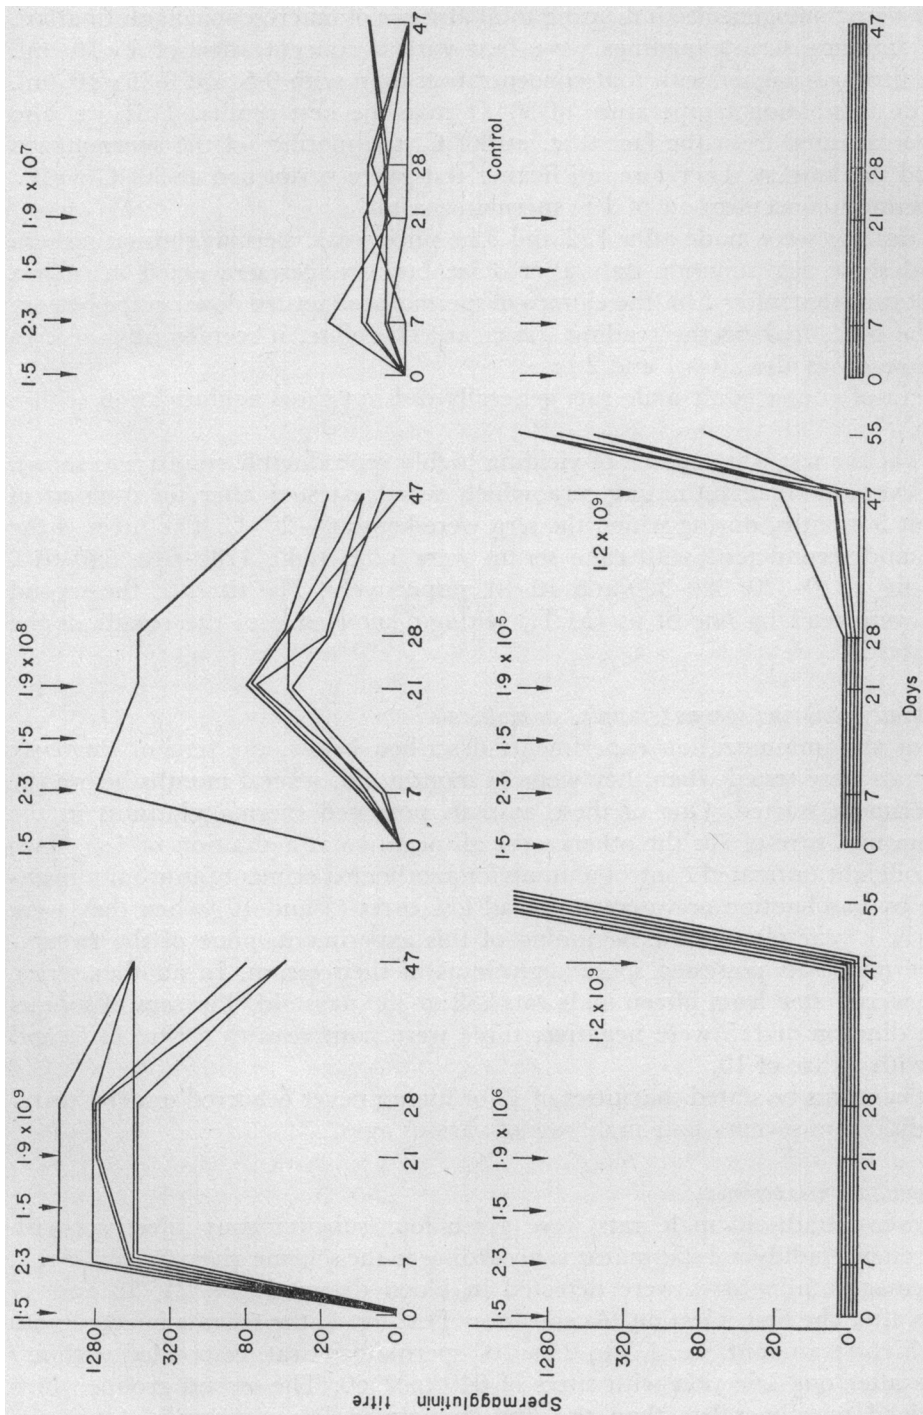 1·5 2·3 1·5 1·9 x 10⁹
1·5 2·3 1·5 1·9 x 10⁸
1·5 2·3 1·5 1·9 x 10⁷
Spermagglutinin
titre
1280
320
80
20
0
0 7 21 28 47
0 7 21 28 47
0 7 21 28 47
1·5 2·3 1·5 1·9 x 10⁶
1·2 x 10⁹
1·5 2·3 1·5 1·9 x 10⁵
1·2 x 10⁹
Control
1280
320
80
20
0
0 7 21 28 47 55
0 7 21 28 47 55
0 7 21 28 47
Days